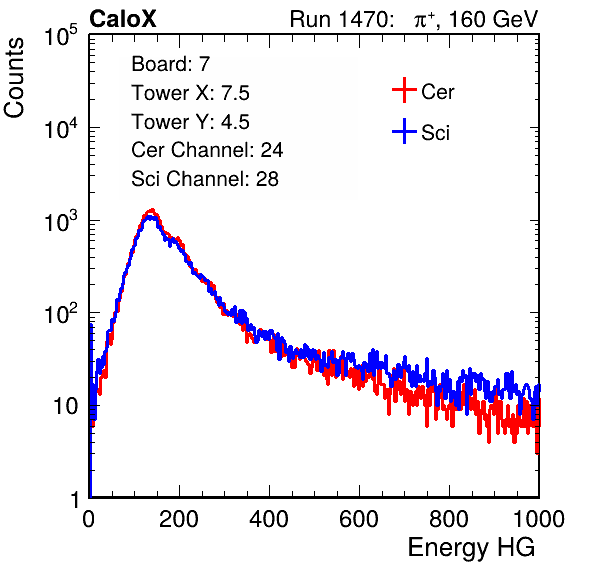 CaloX Run 1470: π⁺, 160 GeV
Board: 7
Tower X: 7.5
Tower Y: 4.5
Cer Channel: 24
Sci Channel: 28
Cer
Sci
Counts
10⁵
10⁴
10³
10²
10
1
0 200 400 600 800 1000
Energy HG